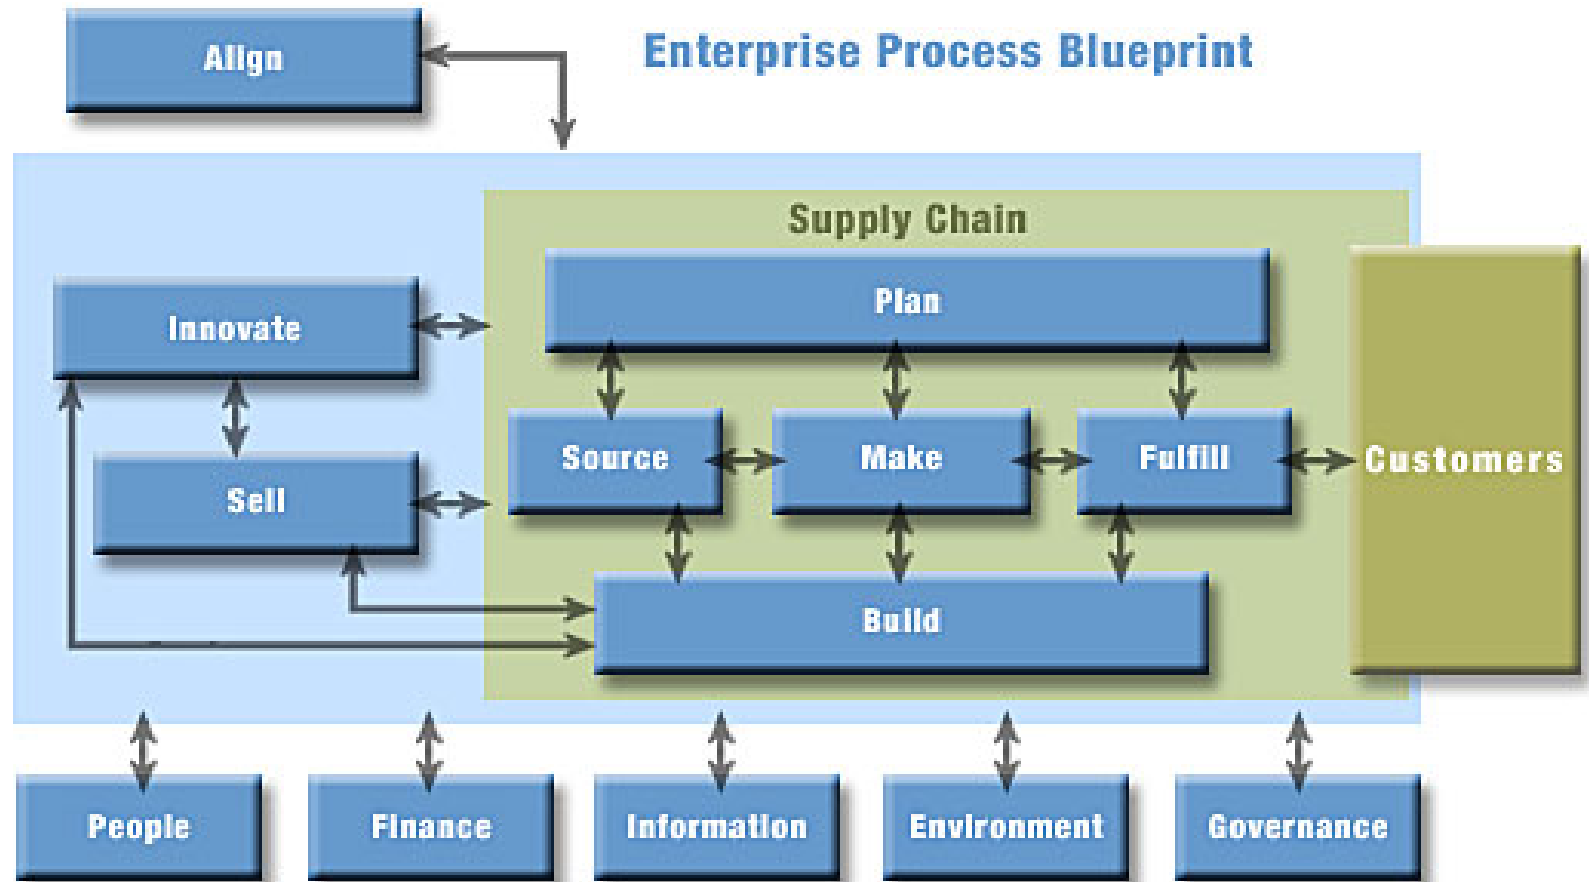 Align
Enterprise Process Blueprint
Supply Chain
Plan
Innovate
Source
Make
Fulfill
Customers
Sell
Build
People
Finance
Information
Environment
Governance